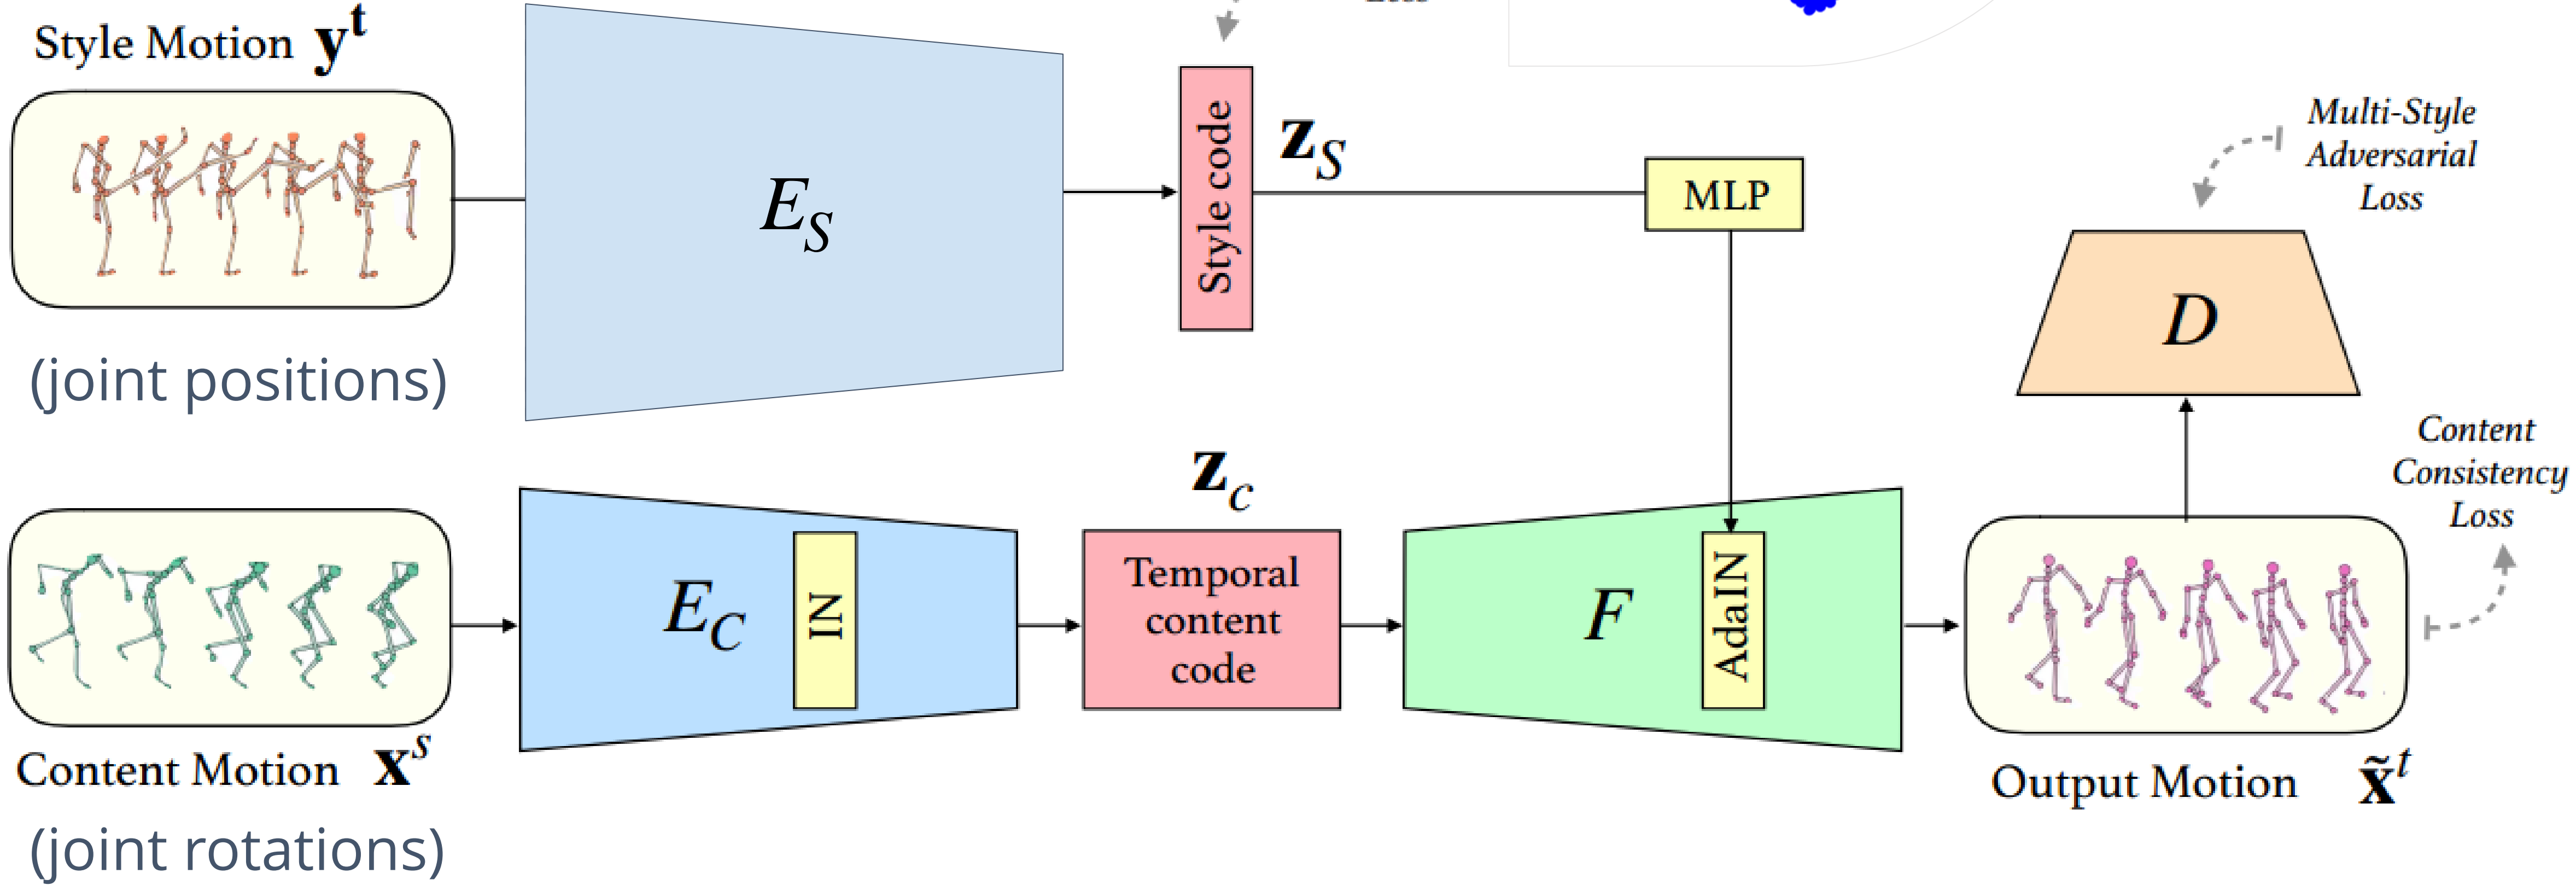 Style Motion y^t
(joint positions)
E_S
Style code
z_S
MLP
Multi-Style
Adversarial
Loss
D
Content
Consistency
Loss
z_c
E_C
IN
Temporal
content
code
F
AdaIN
Content Motion x^s
(joint rotations)
Output Motion x̃^t